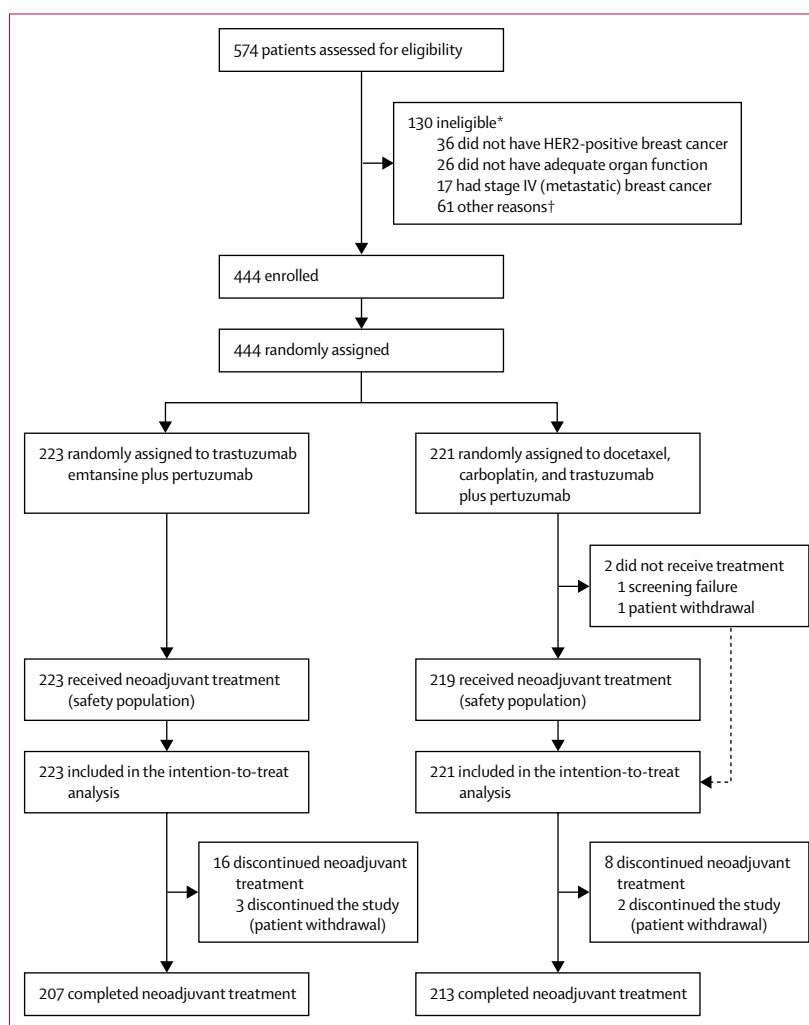 574 patients assessed for eligibility
130 ineligible*
36 did not have HER2-positive breast cancer
26 did not have adequate organ function
17 had stage IV (metastatic) breast cancer
61 other reasons†
444 enrolled
444 randomly assigned
223 randomly assigned to trastuzumab
emtansine plus pertuzumab
221 randomly assigned to docetaxel,
carboplatin, and trastuzumab
plus pertuzumab
2 did not receive treatment
1 screening failure
1 patient withdrawal
223 received neoadjuvant treatment
(safety population)
219 received neoadjuvant treatment
(safety population)
223 included in the intention-to-treat
analysis
221 included in the intention-to-treat
analysis
16 discontinued neoadjuvant
treatment
3 discontinued the study
(patient withdrawal)
8 discontinued neoadjuvant
treatment
2 discontinued the study
(patient withdrawal)
207 completed neoadjuvant treatment
213 completed neoadjuvant treatment